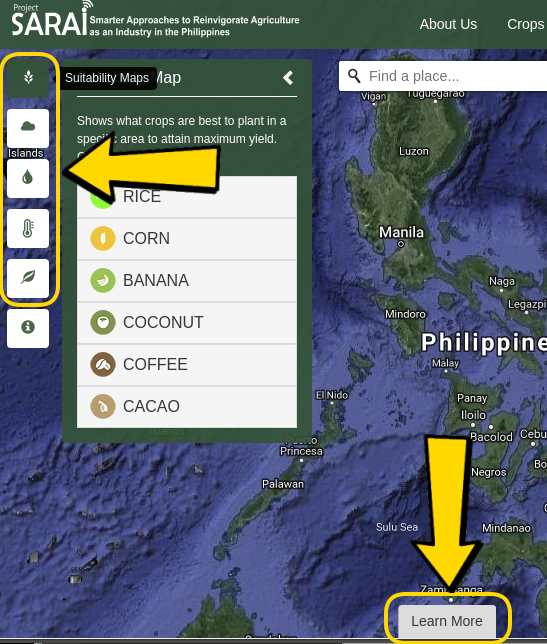 Project
SARAI
Smarter Approaches to Reinvigorate Agriculture
as an Industry in the Philippines
About Us
Crops
Suitability Maps
Map
Find a place...
Shows what crops are best to plant in a
specific area to attain maximum yield.
RICE
CORN
BANANA
COCONUT
COFFEE
CACAO
Islands
Vigan
Tuguegarao
Luzon
Manila
Naga
Legazpi
Mindoro
Philippine
Malay
El Nido
Panay
Iloilo
Bacolod
Cebu
Puerto
Princesa
Negros
Palawan
Sulu Sea
Mindanao
Zamboanga
Learn More